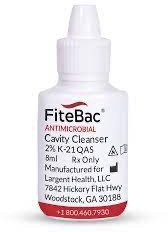 FiteBac®
ANTIMICROBIAL
Cavity Cleanser
2% K-21 QAS
8ml Rx Only
Manufactured for
Largent Health, LLC
7842 Hickory Flat Hwy
Woodstock, GA 30188
+1 800.460.7930